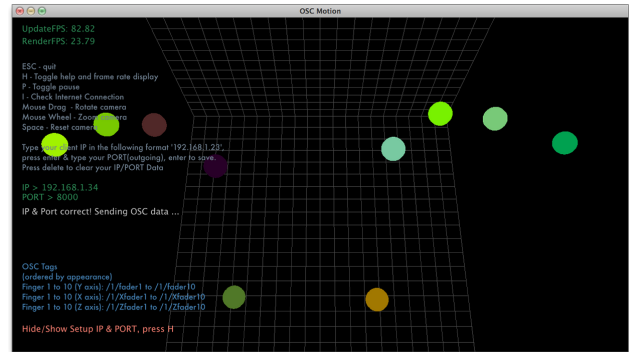 OSC Motion
UpdateFPS: 82.82
RenderFPS: 23.79
ESC - quit
H - Toggle help and frame rate display
P - Toggle pause
I - Check Internet Connection
Mouse Drag - Rotate camera
Mouse Wheel - Zoom camera
Space - Reset camera
Type your client IP in the following format '192.168.1.23',
press enter & type your PORT(outgoing), enter to save.
Press delete to clear your IP/PORT Data
IP > 192.168.1.34
PORT > 8000
IP & Port correct! Sending OSC data ...
OSC Tags
(ordered by appearance)
Finger 1 to 10 (Y axis): /1/fader1 to /1/fader10
Finger 1 to 10 (X axis): /1/Xfader1 to /1/Xfader10
Finger 1 to 10 (Z axis): /1/Zfader1 to /1/Zfader10
Hide/Show Setup IP & PORT, press H